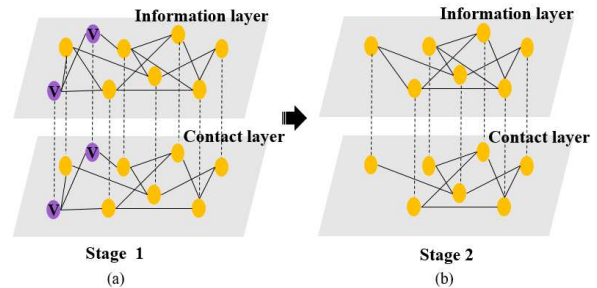 Information layer
V
V
Contact layer
V
V
Stage 1
(a)
Information layer
Contact layer
Stage 2
(b)